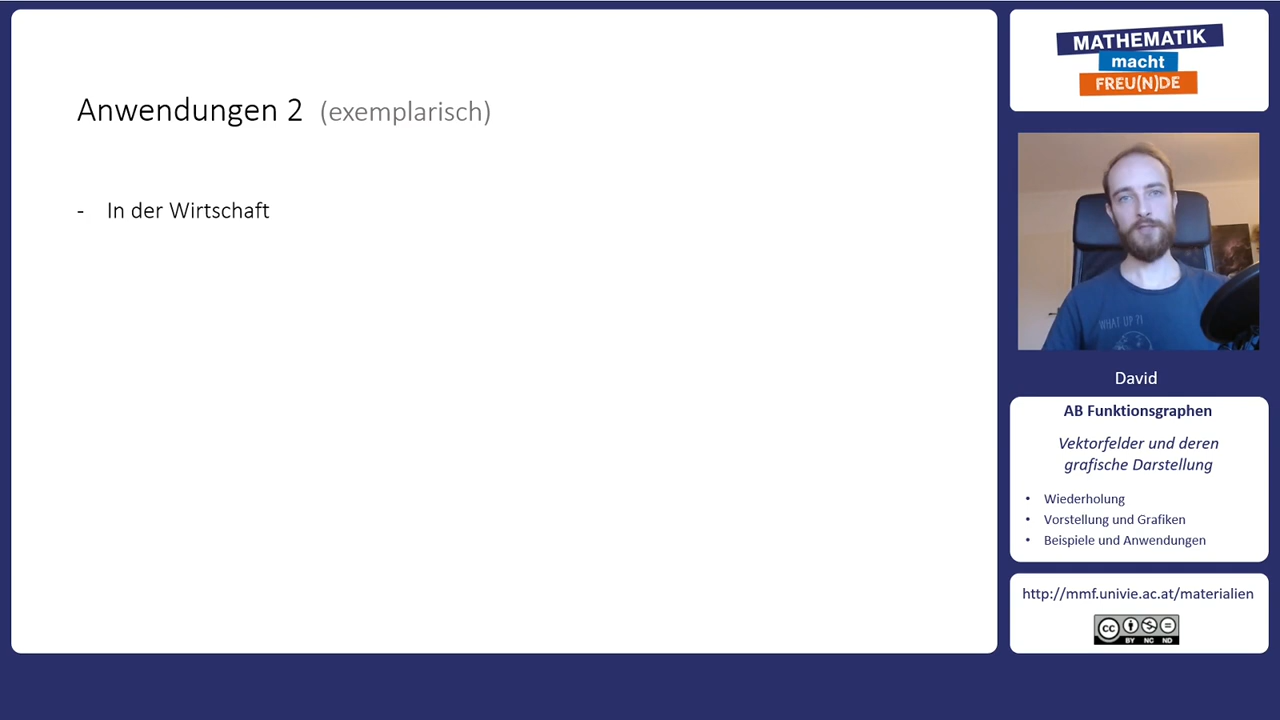 Anwendungen 2 (exemplarisch)
- In der Wirtschaft
MATHEMATIK
macht
FREU(N)DE
WHAT UP ?!
David
AB Funktionsgraphen
Vektorfelder und deren
grafische Darstellung
• Wiederholung
• Vorstellung und Grafiken
• Beispiele und Anwendungen
http://mmf.univie.ac.at/materialien
cc
BY NC ND